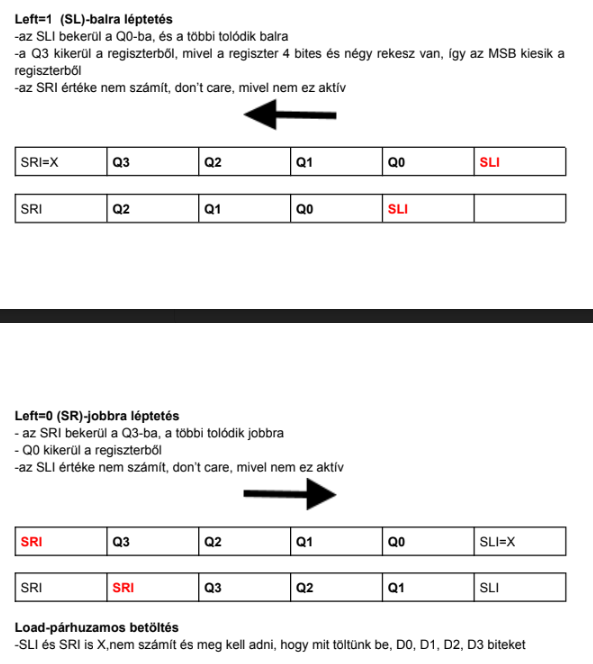 Left=1 (SL)-balra léptetés
-az SLI bekerül a Q0-ba, és a többi tolódik balra
-a Q3 kikerül a regiszterből, mivel a regiszter 4 bites és négy rekesz van, így az MSB kiesik a
regiszterből
-az SRI értéke nem számít, don't care, mivel nem ez aktív
SRI=X Q3 Q2 Q1 Q0 SLI
SRI Q2 Q1 Q0 SLI
Left=0 (SR)-jobbra léptetés
- az SRI bekerül a Q3-ba, a többi tolódik jobbra
- Q0 kikerül a regiszterből
-az SLI értéke nem számít, don't care, mivel nem ez aktív
SRI Q3 Q2 Q1 Q0 SLI=X
SRI SRI Q3 Q2 Q1 SLI
Load-párhuzamos betöltés
-SLI és SRI is X,nem számít és meg kell adni, hogy mit töltünk be, D0, D1, D2, D3 biteket